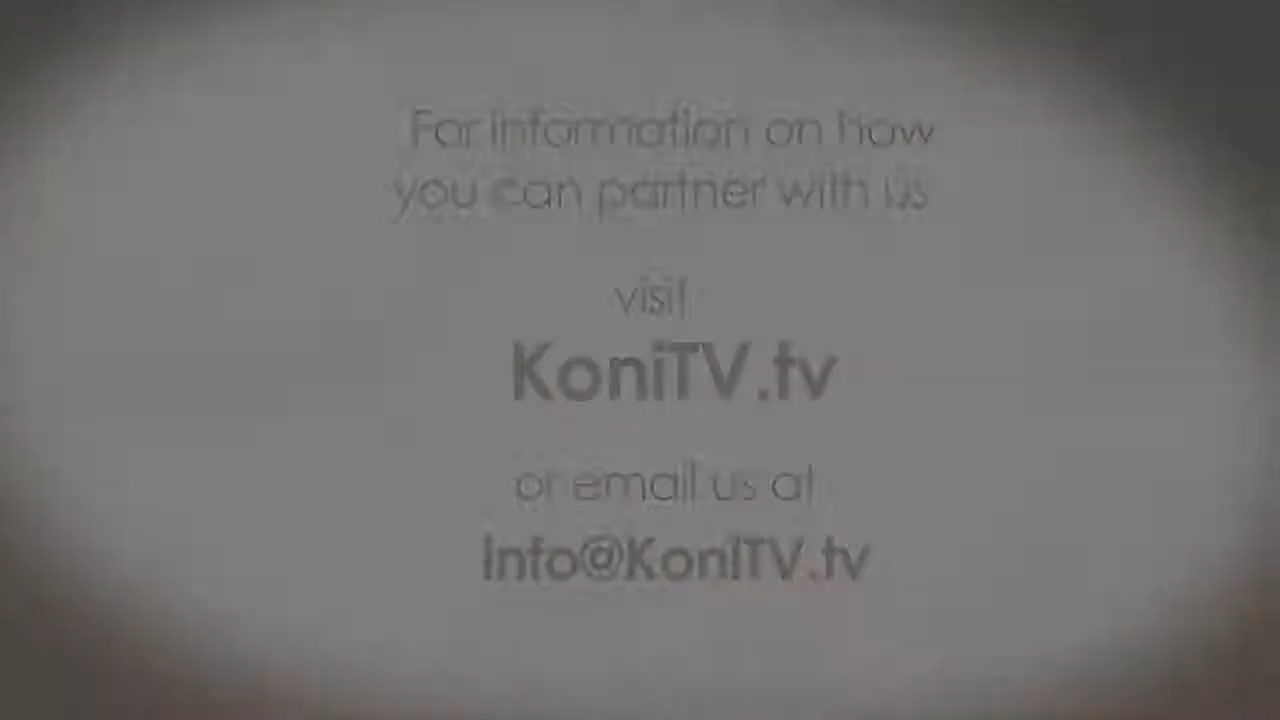 For information on how
you can partner with us
visit
KoniTV.tv
or email us at
info@KoniTV.tv